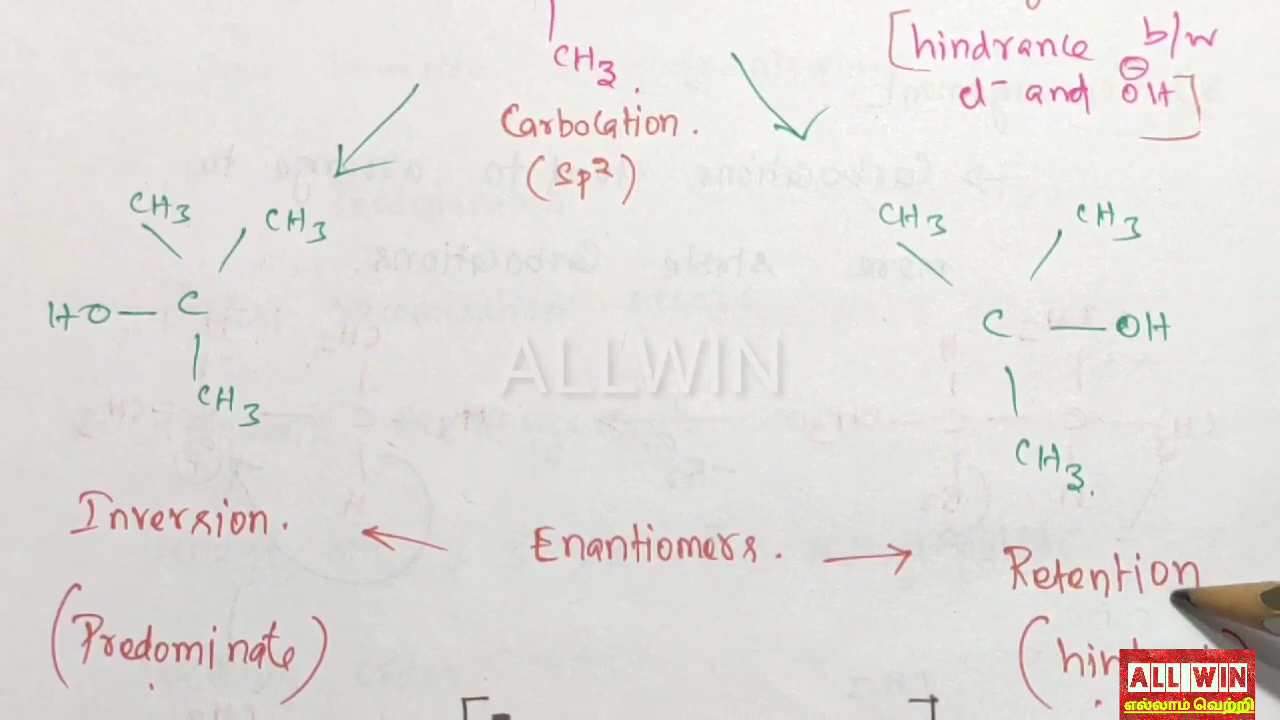 CH3.
Carbocation.
(Sp²)
[hindrance b/w
cl⁻ and ⊖OH]
CH3 CH3
HO — C
CH3
CH3 CH3
C — OH
CH3.
ALLWIN
Inversion. ← Enantiomers. → Retention
(Predominate)
ALL WIN
எல்லாம் வெற்றி